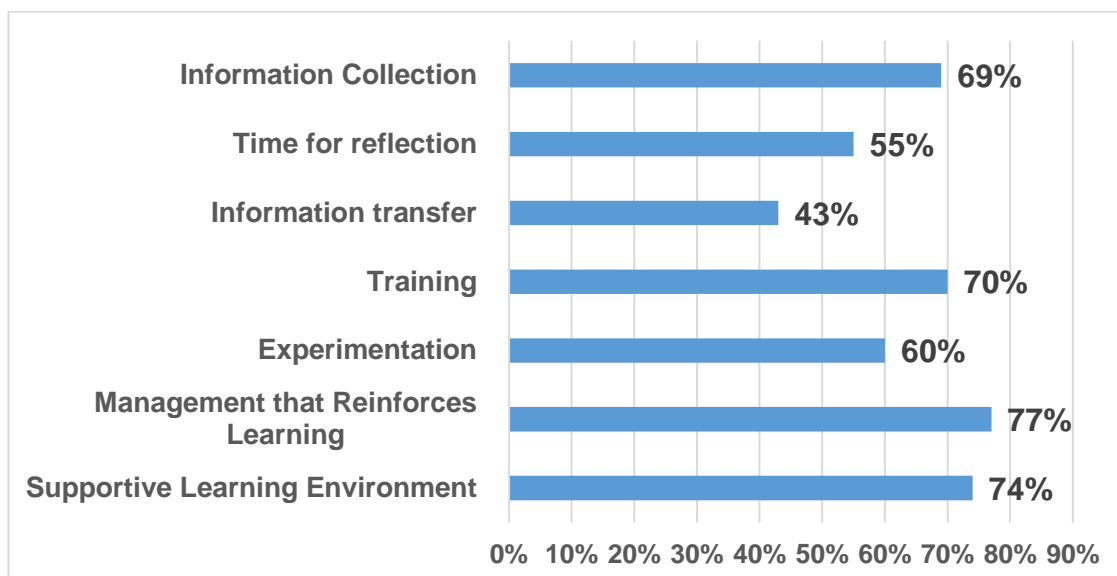 Information Collection
69%
Time for reflection
55%
Information transfer
43%
Training
70%
Experimentation
60%
Management that Reinforces
Learning
77%
Supportive Learning Environment
74%
0% 10% 20% 30% 40% 50% 60% 70% 80% 90%